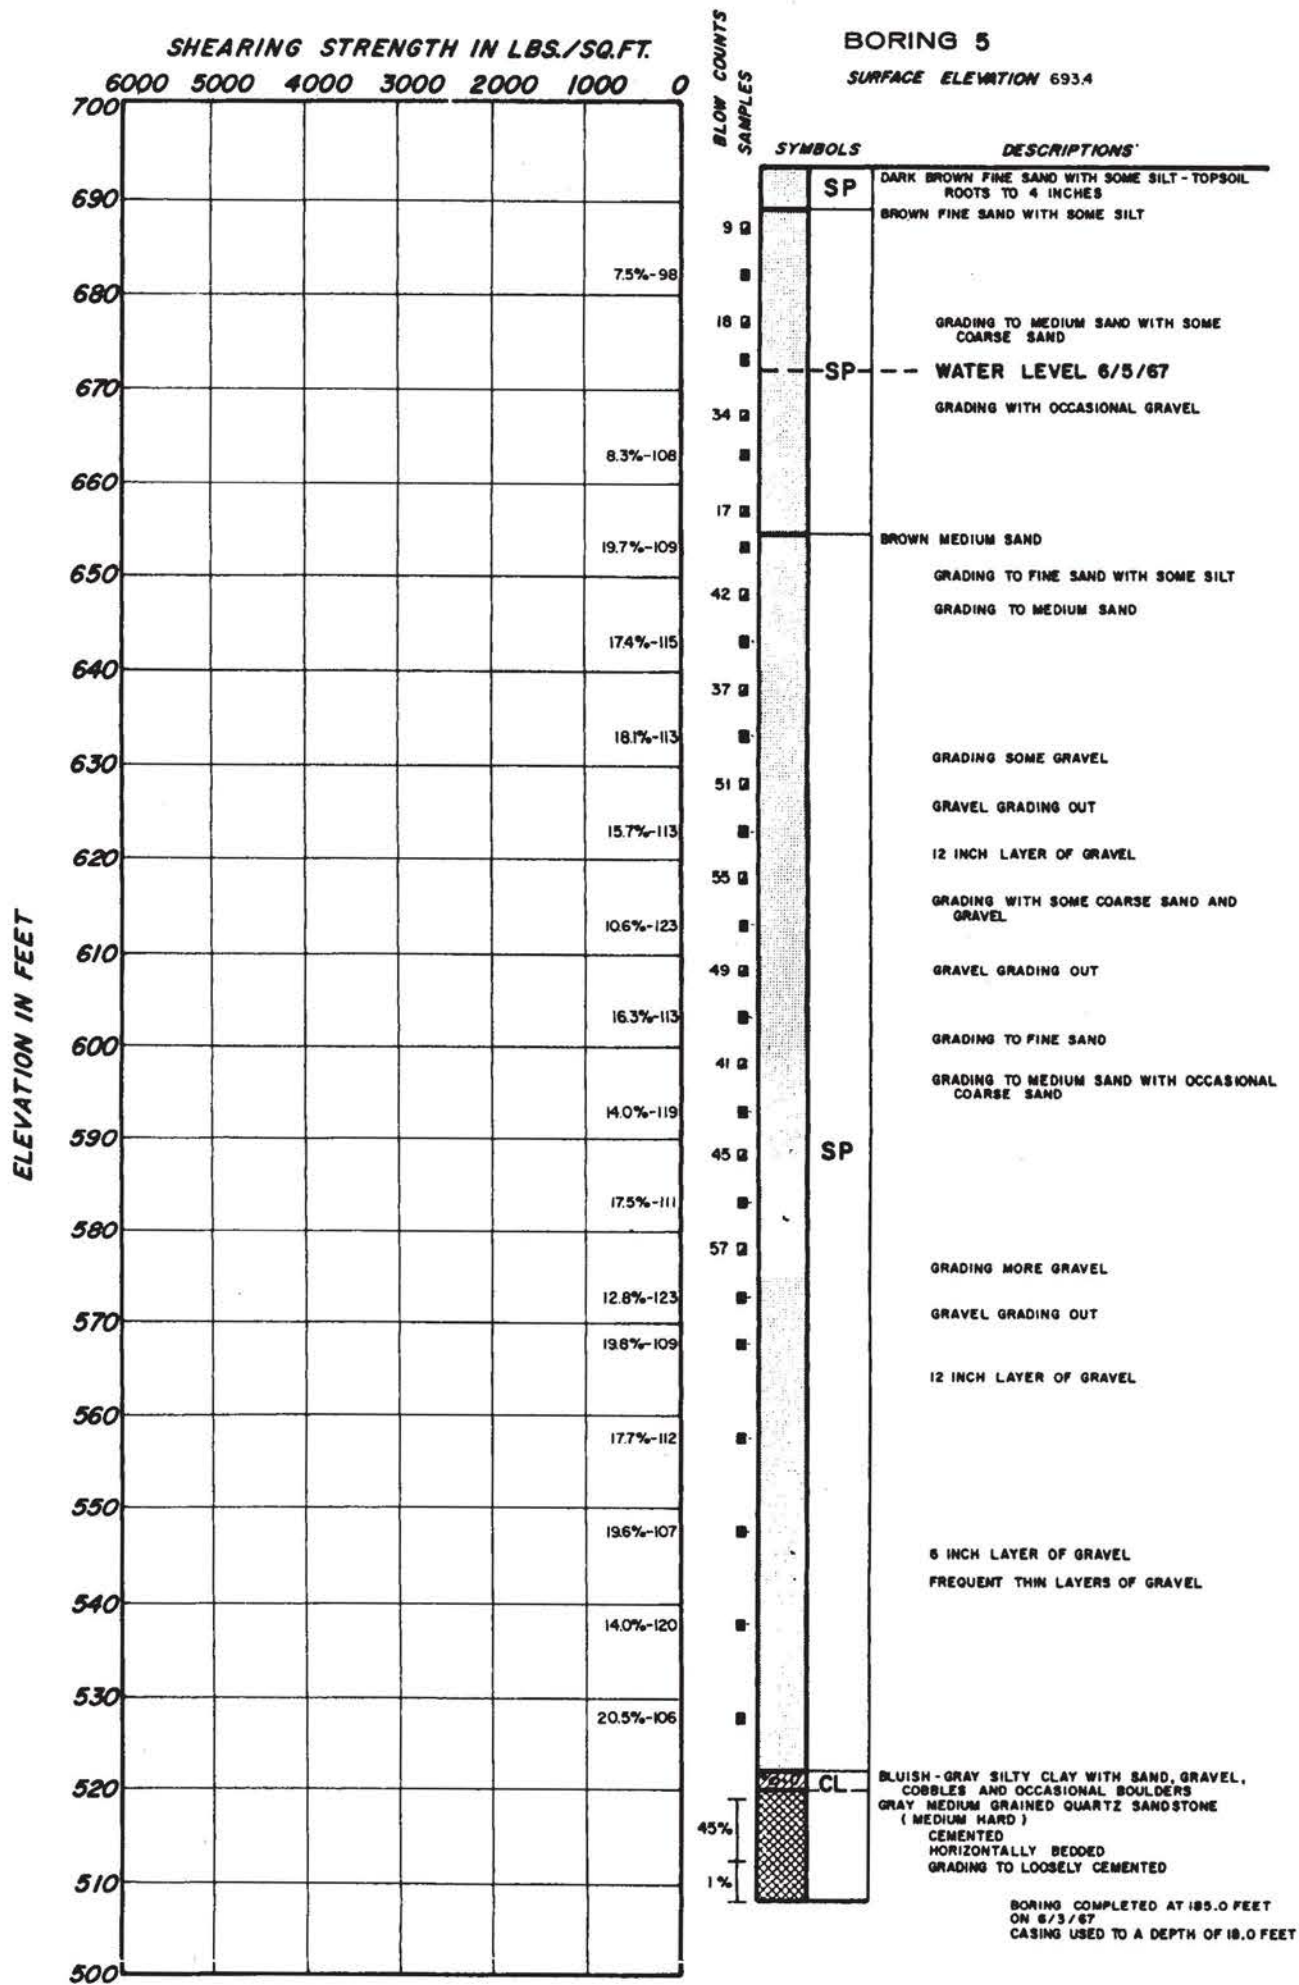 SHEARING STRENGTH IN LBS./SQ.FT.
6000 5000 4000 3000 2000 1000 0
BLOW COUNTS
SAMPLES
BORING 5
SURFACE ELEVATION 693.4
SYMBOLS
DESCRIPTIONS
ELEVATION IN FEET
700
SP
DARK BROWN FINE SAND WITH SOME SILT - TOPSOIL
ROOTS TO 4 INCHES
690
BROWN FINE SAND WITH SOME SILT
9
7.5%-98
680
18
GRADING TO MEDIUM SAND WITH SOME
COARSE SAND
SP
WATER LEVEL 6/5/67
670
34
GRADING WITH OCCASIONAL GRAVEL
8.3%-108
660
17
BROWN MEDIUM SAND
19.7%-109
650
GRADING TO FINE SAND WITH SOME SILT
42
GRADING TO MEDIUM SAND
17.4%-115
640
37
18.1%-113
630
GRADING SOME GRAVEL
51
GRAVEL GRADING OUT
15.7%-113
620
12 INCH LAYER OF GRAVEL
55
GRADING WITH SOME COARSE SAND AND
GRAVEL
10.6%-123
610
49
GRAVEL GRADING OUT
16.3%-113
600
GRADING TO FINE SAND
41
GRADING TO MEDIUM SAND WITH OCCASIONAL
COARSE SAND
14.0%-119
590
45
SP
17.5%-111
580
57
GRADING MORE GRAVEL
12.8%-123
570
GRAVEL GRADING OUT
19.8%-109
12 INCH LAYER OF GRAVEL
560
17.7%-112
550
19.6%-107
6 INCH LAYER OF GRAVEL
FREQUENT THIN LAYERS OF GRAVEL
540
14.0%-120
530
20.5%-106
520
CL
BLUISH-GRAY SILTY CLAY WITH SAND, GRAVEL,
COBBLES AND OCCASIONAL BOULDERS
GRAY MEDIUM GRAINED QUARTZ SANDSTONE
(MEDIUM HARD)
45%
CEMENTED
HORIZONTALLY BEDDED
GRADING TO LOOSELY CEMENTED
510
1%
BORING COMPLETED AT 185.0 FEET
ON 6/3/67
CASING USED TO A DEPTH OF 18.0 FEET
500